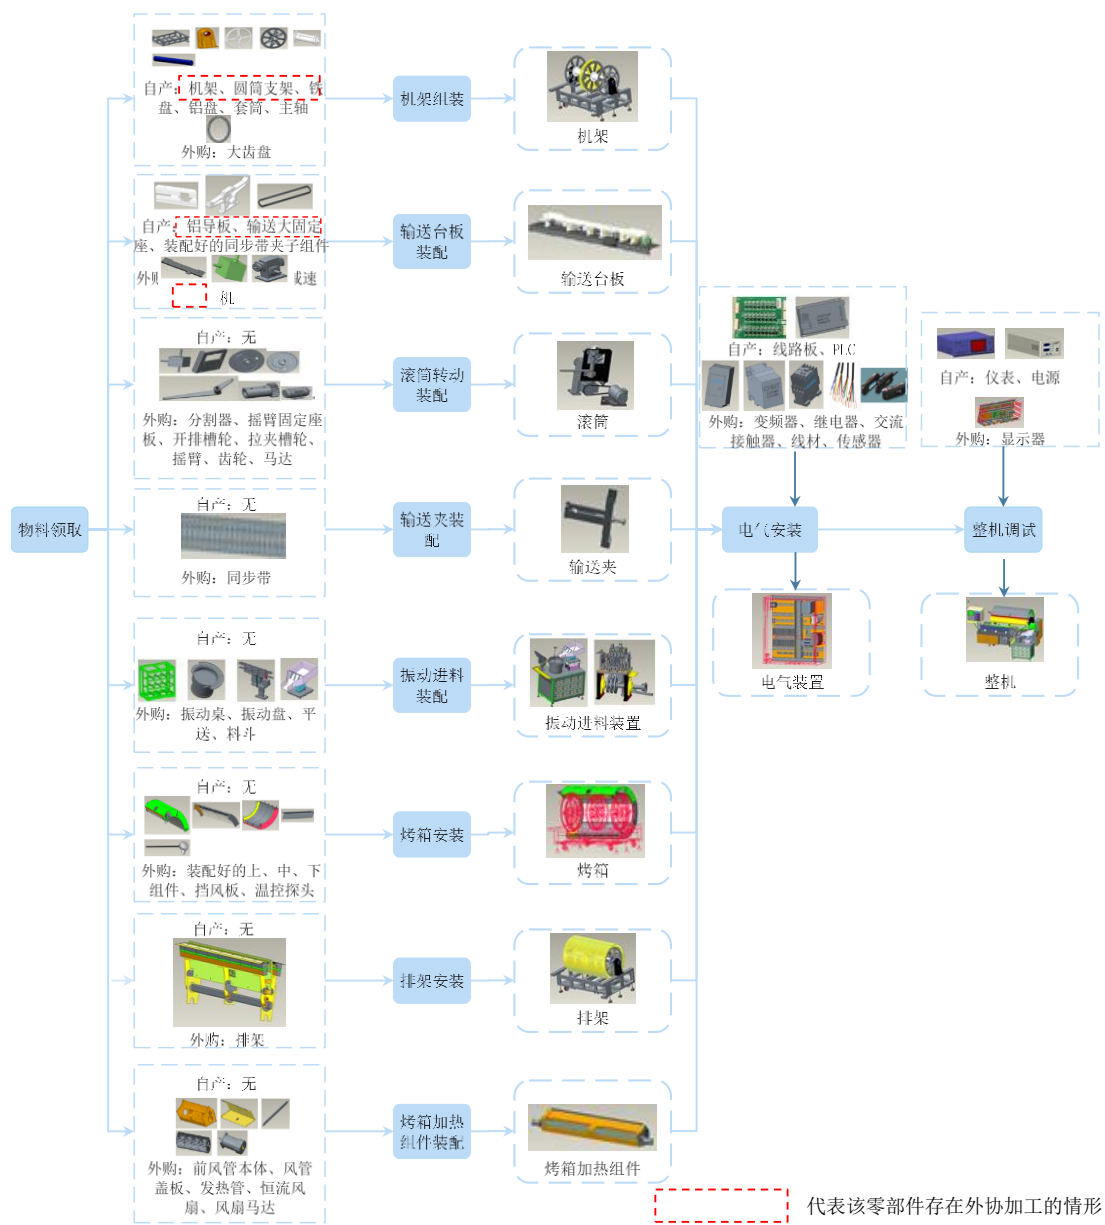 物料领取
自产：机架、圆筒支架、铁
盘、铝盘、套筒、主轴
外购：大齿盘
机架组装
机架
自产：铝导板、输送大固定
座、装配好的同步带夹子组件
外购
减速
机
输送台板
装配
输送台板
自产：无
外购：分割器、摇臂固定座
板、开排槽轮、拉夹槽轮、
摇臂、齿轮、马达
滚筒转动
装配
滚筒
自产：无
外购：同步带
输送夹装
配
输送夹
自产：无
外购：振动桌、振动盘、平
送、料斗
振动进料
装配
振动进料装置
自产：无
外购：装配好的上、中、下
组件、挡风板、温控探头
烤箱安装
烤箱
自产：无
外购：排架
排架安装
排架
自产：无
外购：前风管本体、风管
盖板、发热管、恒流风
扇、风扇马达
烤箱加热
组件装配
烤箱加热组件
自产：线路板、PLC
外购：变频器、继电器、交流
接触器、线材、传感器
电气安装
电气装置
自产：仪表、电源
外购：显示器
整机调试
整机
代表该零部件存在外协加工的情形